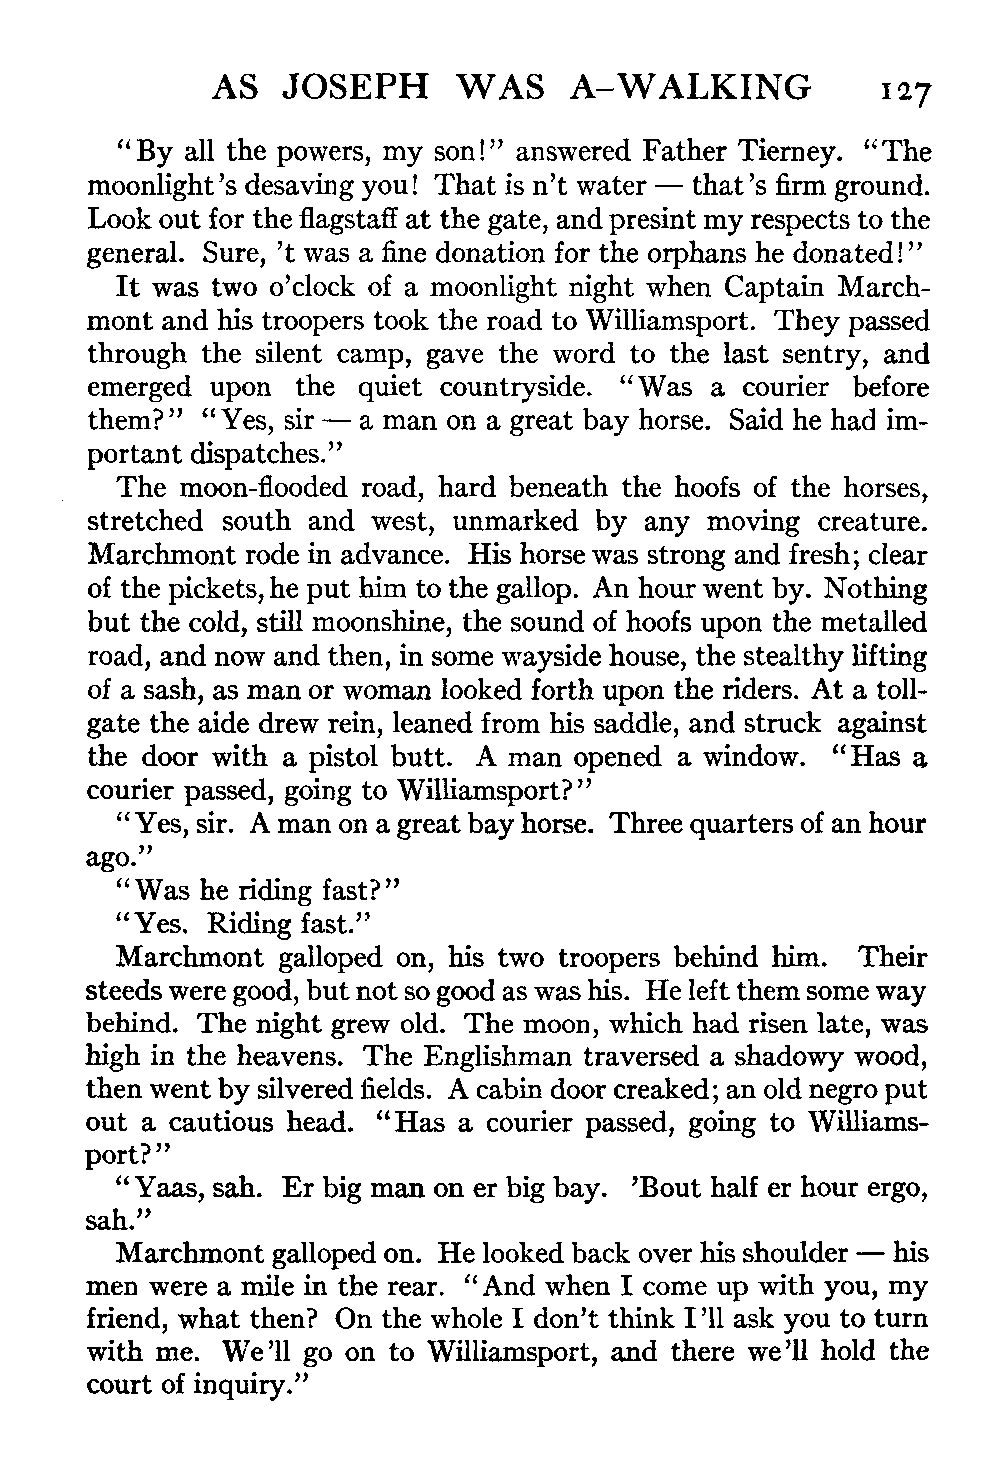 AS JOSEPH WAS A-WALKING 127
"By all the powers, my son!" answered Father Tierney. "The
moonlight's desaving you! That is n't water — that's firm ground.
Look out for the flagstaff at the gate, and presint my respects to the
general. Sure, 't was a fine donation for the orphans he donated!"
It was two o'clock of a moonlight night when Captain March-
mont and his troopers took the road to Williamsport. They passed
through the silent camp, gave the word to the last sentry, and
emerged upon the quiet countryside. "Was a courier before
them?" "Yes, sir — a man on a great bay horse. Said he had im-
portant dispatches."
The moon-flooded road, hard beneath the hoofs of the horses,
stretched south and west, unmarked by any moving creature.
Marchmont rode in advance. His horse was strong and fresh; clear
of the pickets, he put him to the gallop. An hour went by. Nothing
but the cold, still moonshine, the sound of hoofs upon the metalled
road, and now and then, in some wayside house, the stealthy lifting
of a sash, as man or woman looked forth upon the riders. At a toll-
gate the aide drew rein, leaned from his saddle, and struck against
the door with a pistol butt. A man opened a window. "Has a
courier passed, going to Williamsport?"
"Yes, sir. A man on a great bay horse. Three quarters of an hour
ago."
"Was he riding fast?"
"Yes. Riding fast."
Marchmont galloped on, his two troopers behind him. Their
steeds were good, but not so good as was his. He left them some way
behind. The night grew old. The moon, which had risen late, was
high in the heavens. The Englishman traversed a shadowy wood,
then went by silvered fields. A cabin door creaked; an old negro put
out a cautious head. "Has a courier passed, going to Williams-
port?"
"Yaas, sah. Er big man on er big bay. 'Bout half er hour ergo,
sah."
Marchmont galloped on. He looked back over his shoulder — his
men were a mile in the rear. "And when I come up with you, my
friend, what then? On the whole I don't think I'll ask you to turn
with me. We'll go on to Williamsport, and there we'll hold the
court of inquiry."